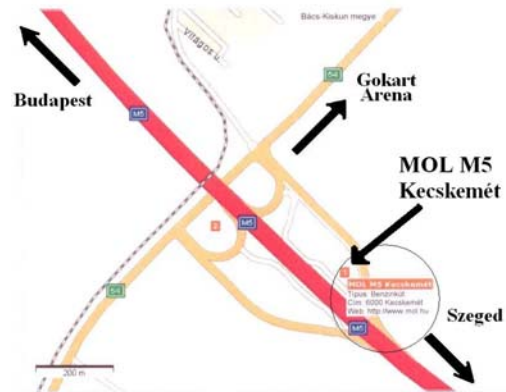 Bács-Kiskun megye
Világos u.
54
Gokart
Arena
Budapest
M5
MOL M5
Kecskemét
M5
MOL M5 Kecskemét
Típus: Benzinkút
Cím: 6000 Kecskemét
Web: http://www.mol.hu
54
M5
Szeged
200 m